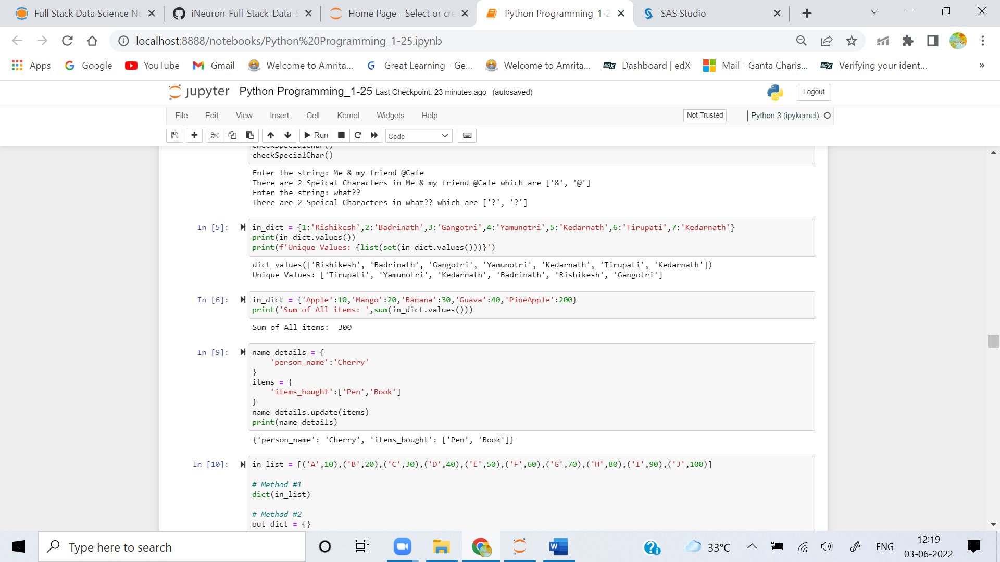 Full Stack Data Science No
iNeuron-Full-Stack-Data-S
Home Page - Select or cre
Python Programming_1-2
SAS Studio
localhost:8888/notebooks/Python%20Programming_1-25.ipynb
Apps
Google
YouTube
Gmail
Welcome to Amrita...
Great Learning - Ge...
Welcome to Amrita...
edX
Dashboard | edX
Mail - Ganta Charis...
edX
Verifying your ident...
»
jupyter Python Programming_1-25 Last Checkpoint: 23 minutes ago (autosaved)
Logout
File Edit View Insert Cell Kernel Widgets Help
Not Trusted
Python 3 (ipykernel)
Run
Code
checkSpecialChar()
checkSpecialChar()
Enter the string: Me & my friend @Cafe
There are 2 Speical Characters in Me & my friend @Cafe which are ['&', '@']
Enter the string: what??
There are 2 Speical Characters in what?? which are ['?', '?']
In [5]:
in_dict = {1:'Rishikesh',2:'Badrinath',3:'Gangotri',4:'Yamunotri',5:'Kedarnath',6:'Tirupati',7:'Kedarnath'}
print(in_dict.values())
print(f'Unique Values: {list(set(in_dict.values()))}')
dict_values(['Rishikesh', 'Badrinath', 'Gangotri', 'Yamunotri', 'Kedarnath', 'Tirupati', 'Kedarnath'])
Unique Values: ['Tirupati', 'Yamunotri', 'Kedarnath', 'Badrinath', 'Rishikesh', 'Gangotri']
In [6]:
in_dict = {'Apple':10,'Mango':20,'Banana':30,'Guava':40,'PineApple':200}
print('Sum of All items: ',sum(in_dict.values()))
Sum of All items:  300
In [9]:
name_details = {
    'person_name':'Cherry'
}
items = {
    'items_bought':['Pen','Book']
}
name_details.update(items)
print(name_details)
{'person_name': 'Cherry', 'items_bought': ['Pen', 'Book']}
In [10]:
in_list = [('A',10),('B',20),('C',30),('D',40),('E',50),('F',60),('G',70),('H',80),('I',90),('J',100)]
# Method #1
dict(in_list)
# Method #2
out_dict = {}
Type here to search
33°C
ENG
12:19
03-06-2022